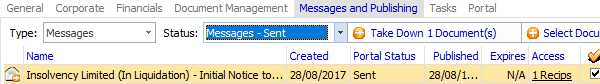 General Corporate Financials Document Management Messages and Publishing Tasks Portal
Type: Messages Status: Messages - Sent Take Down 1 Document(s) Select Docu
Name Created Portal Status Published Expires Access
Insolvency Limited (In Liquidation) - Initial Notice to... 28/08/2017 Sent 28/08/1... N/A 1 Recips